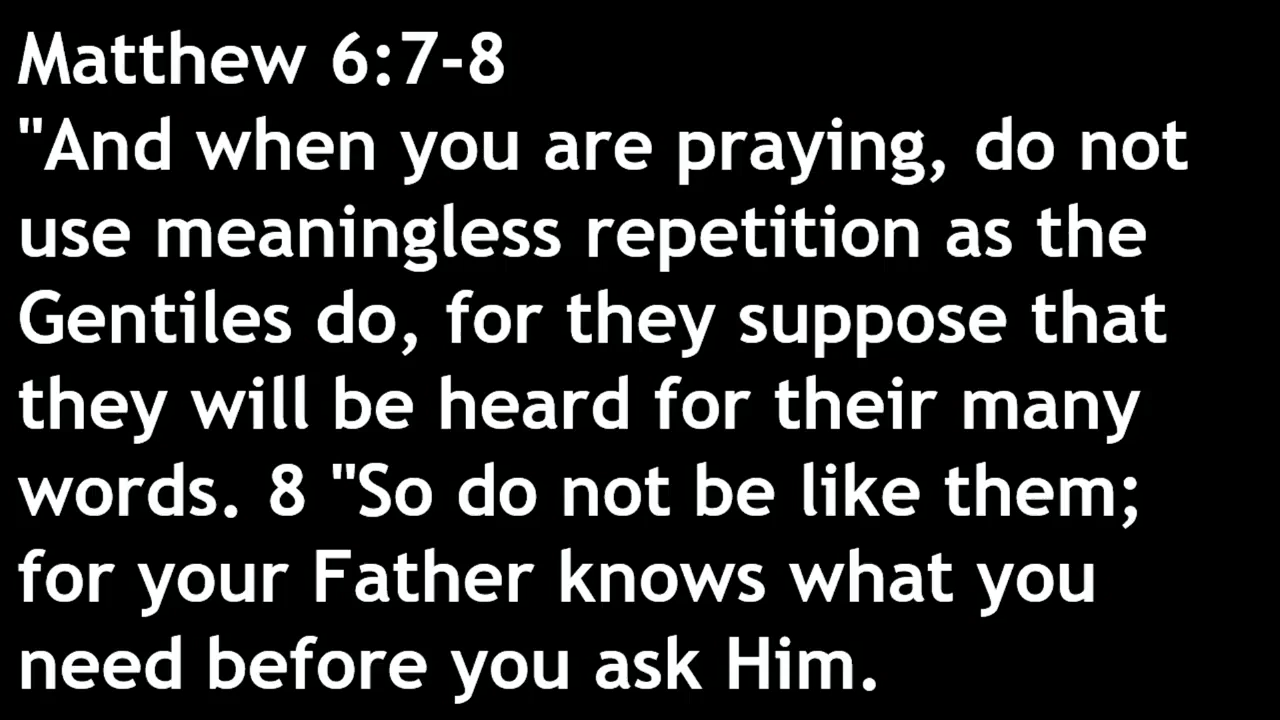 Matthew 6:7-8
"And when you are praying, do not
use meaningless repetition as the
Gentiles do, for they suppose that
they will be heard for their many
words. 8 "So do not be like them;
for your Father knows what you
need before you ask Him.